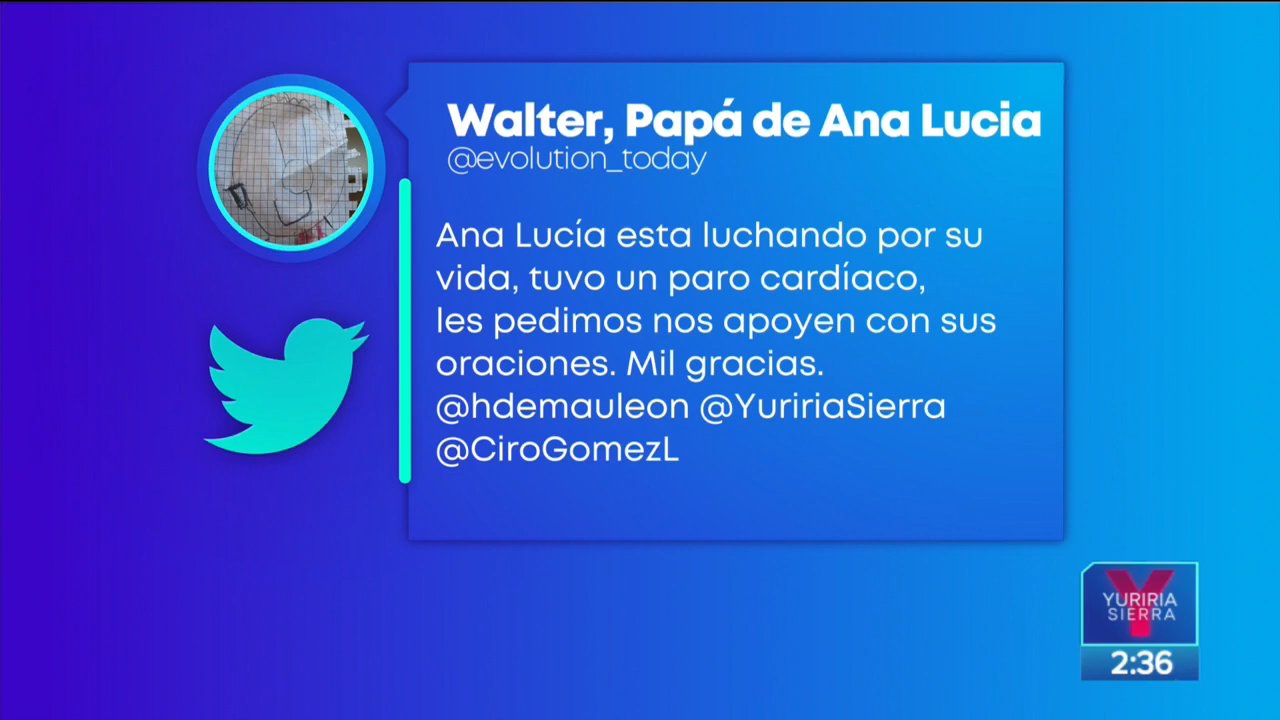 Walter, Papá de Ana Lucia
@evolution_today
Ana Lucía esta luchando por su
vida, tuvo un paro cardíaco,
les pedimos nos apoyen con sus
oraciones. Mil gracias.
@hdemauleon @YuririaSierra
@CiroGomezL
YURIRIA
SIERRA
2:36